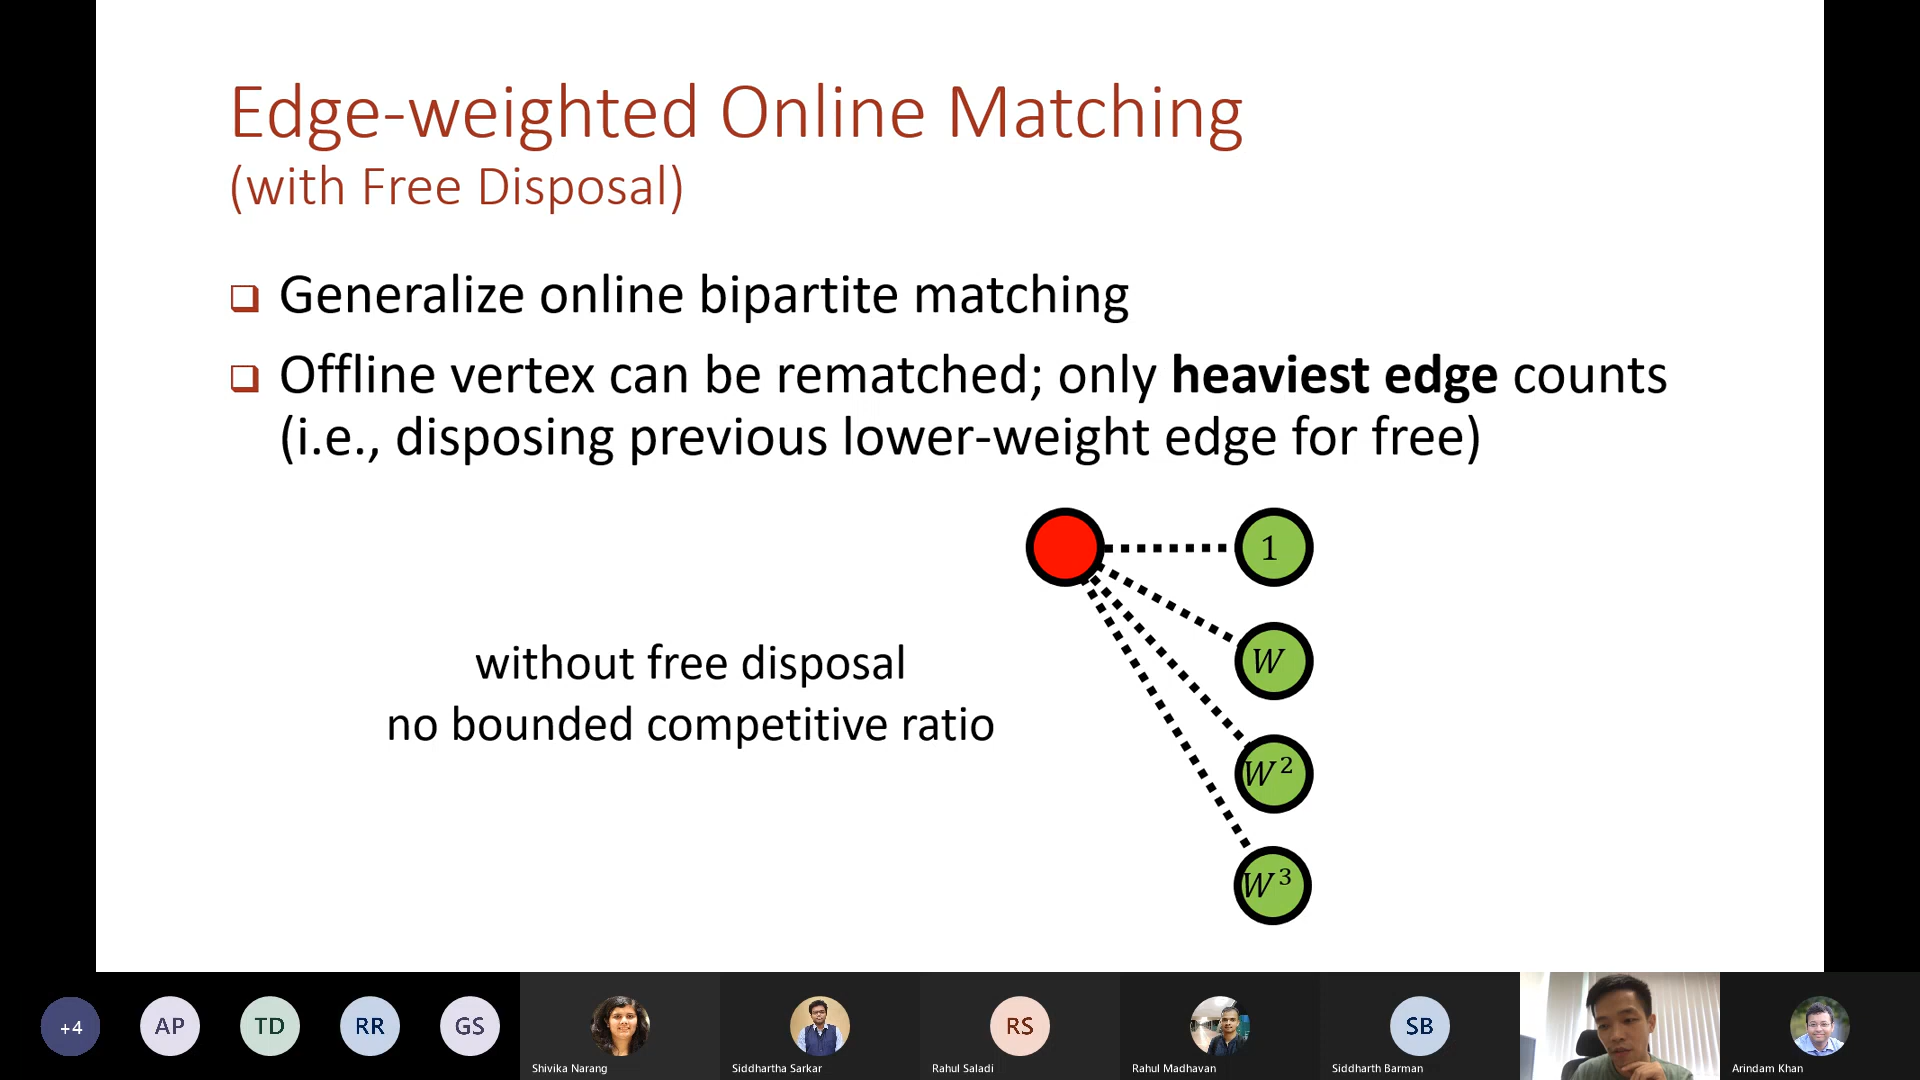 Edge-weighted Online Matching
(with Free Disposal)
Generalize online bipartite matching
Offline vertex can be rematched; only heaviest edge counts
(i.e., disposing previous lower-weight edge for free)
without free disposal
no bounded competitive ratio
1
W
W²
W³
+4
AP
TD
RR
GS
RS
SB
Shivika Narang
Siddhartha Sarkar
Rahul Saladi
Rahul Madhavan
Siddharth Barman
Arindam Khan